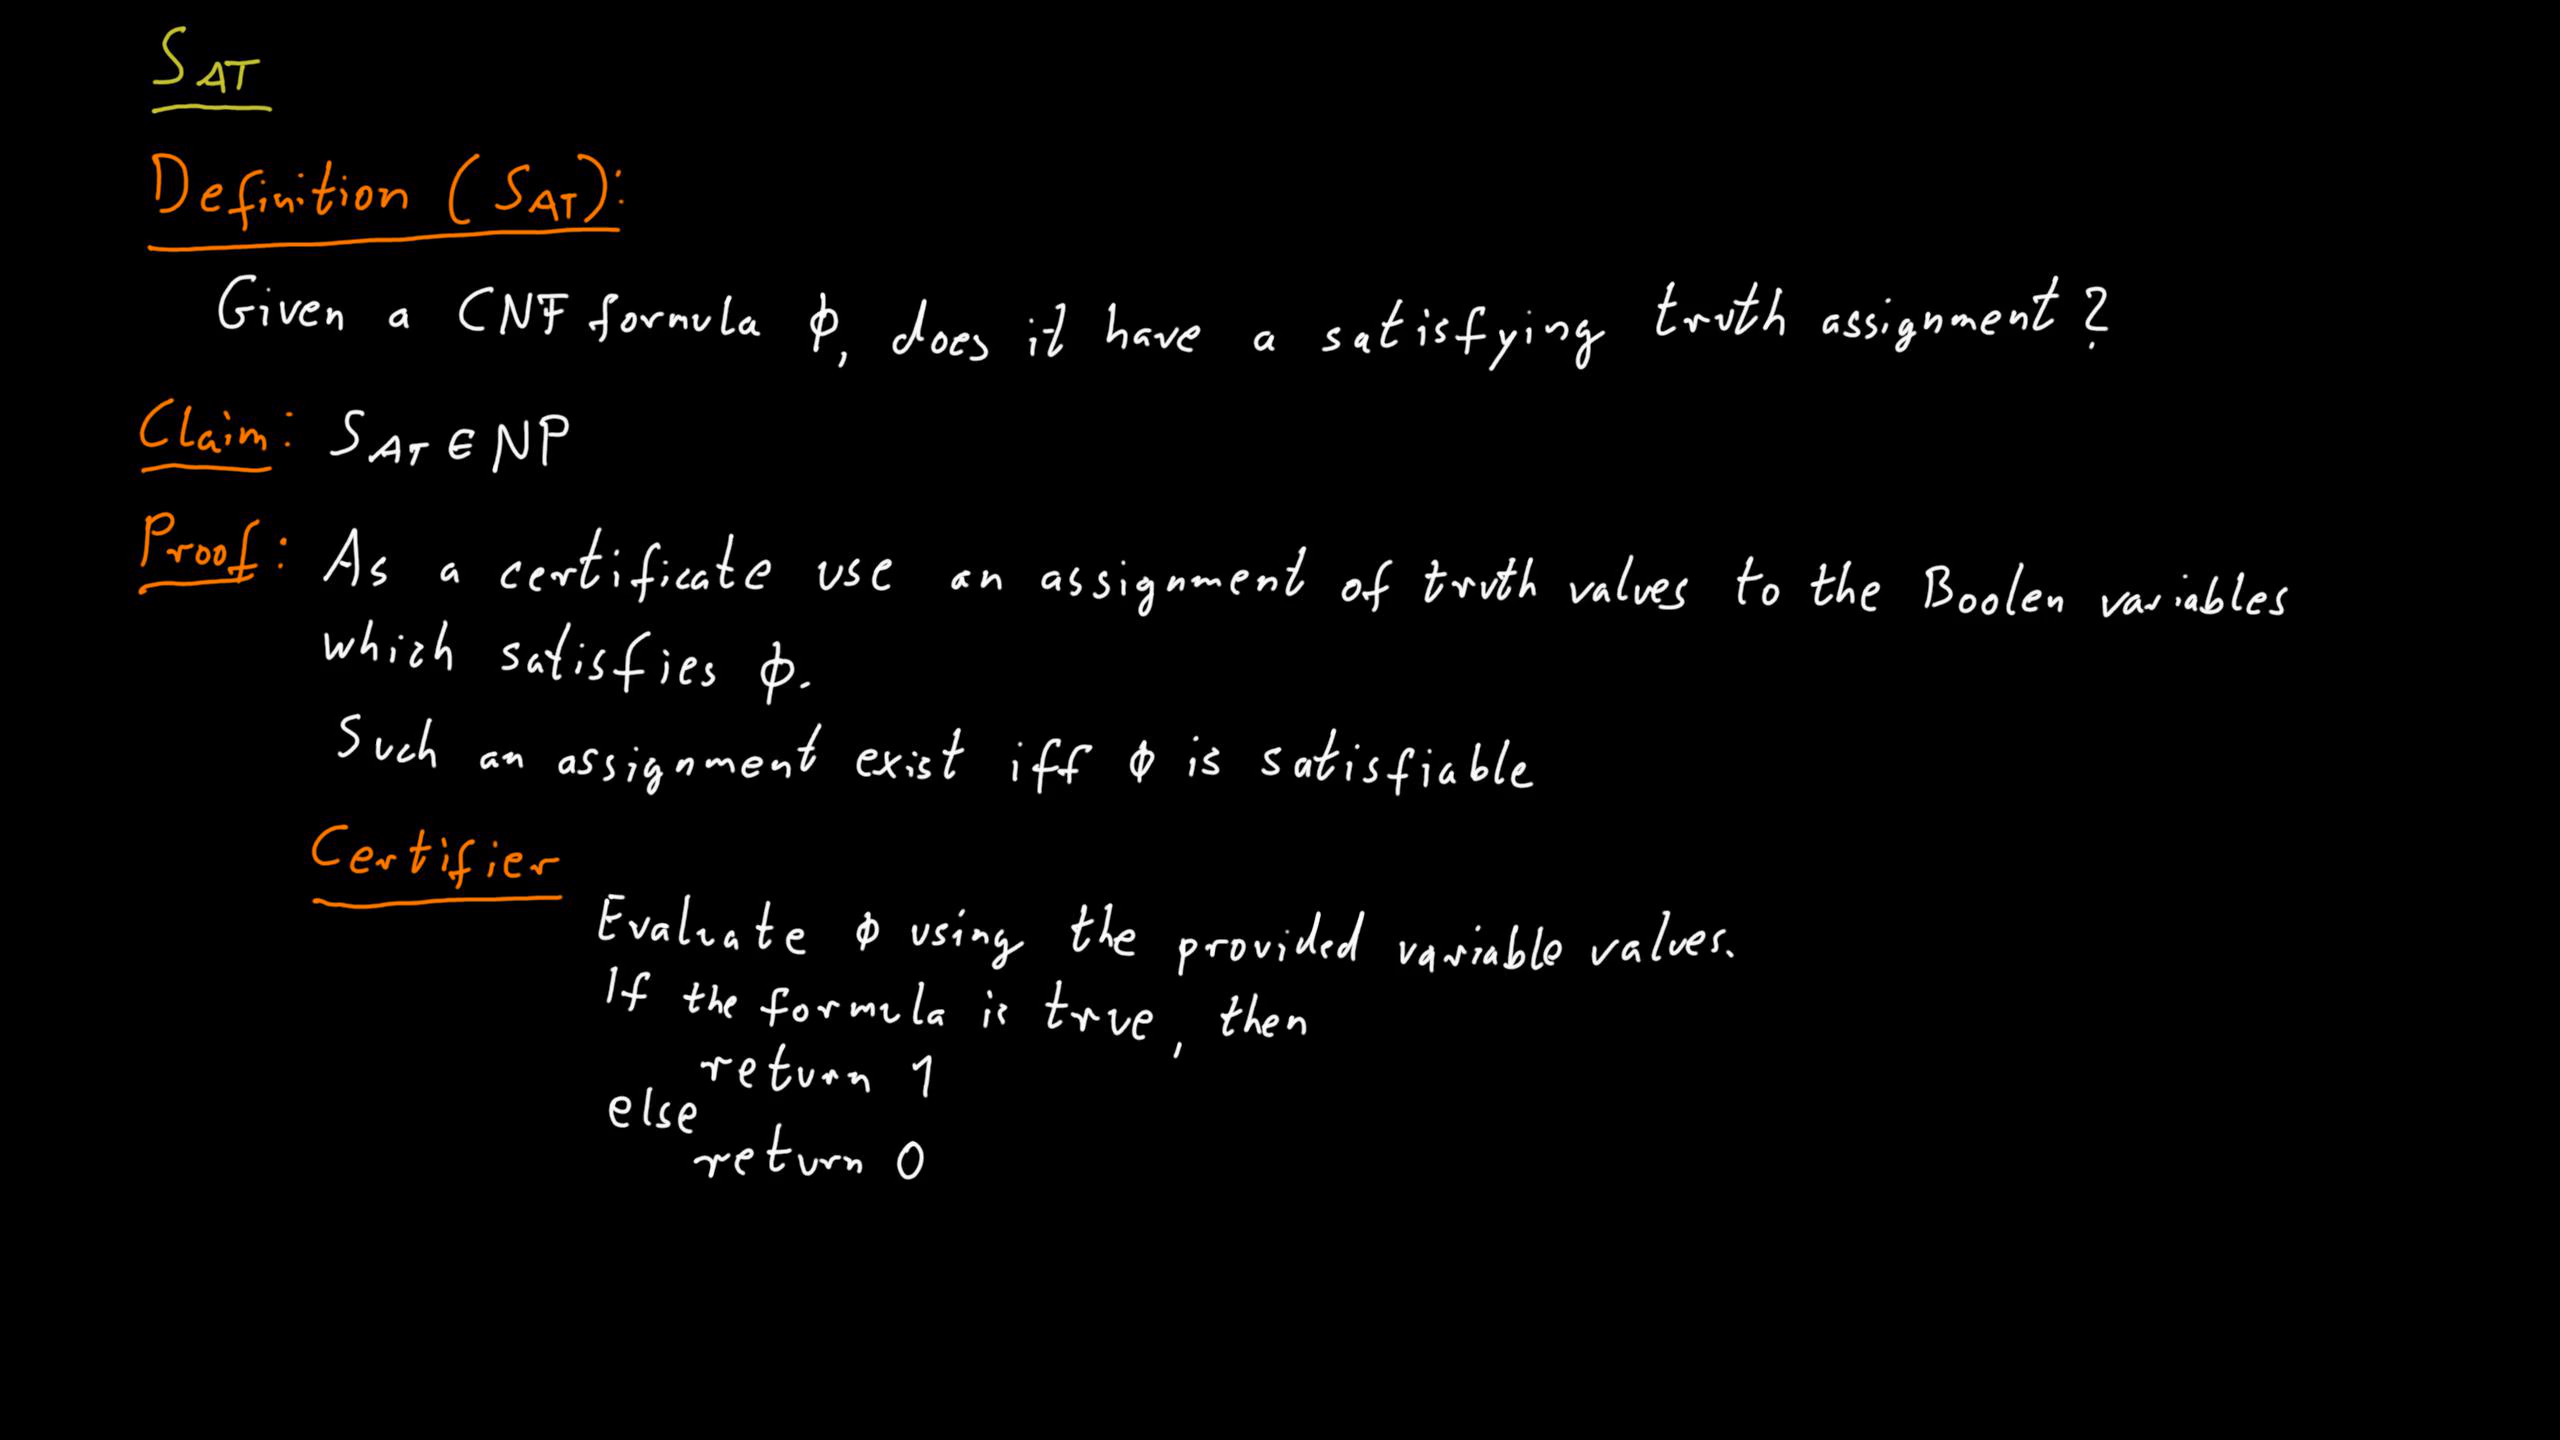 SAT
Definition (SAT):
Given a CNF formula ϕ, does it have a satisfying truth assignment?
Claim: SAT ∈ NP
Proof: As a certificate use an assignment of truth values to the Boolen variables
which satisfies ϕ.
Such an assignment exist iff ϕ is satisfiable
Certifier
Evaluate ϕ using the provided variable values.
If the formula is true, then
return 1
else
return 0